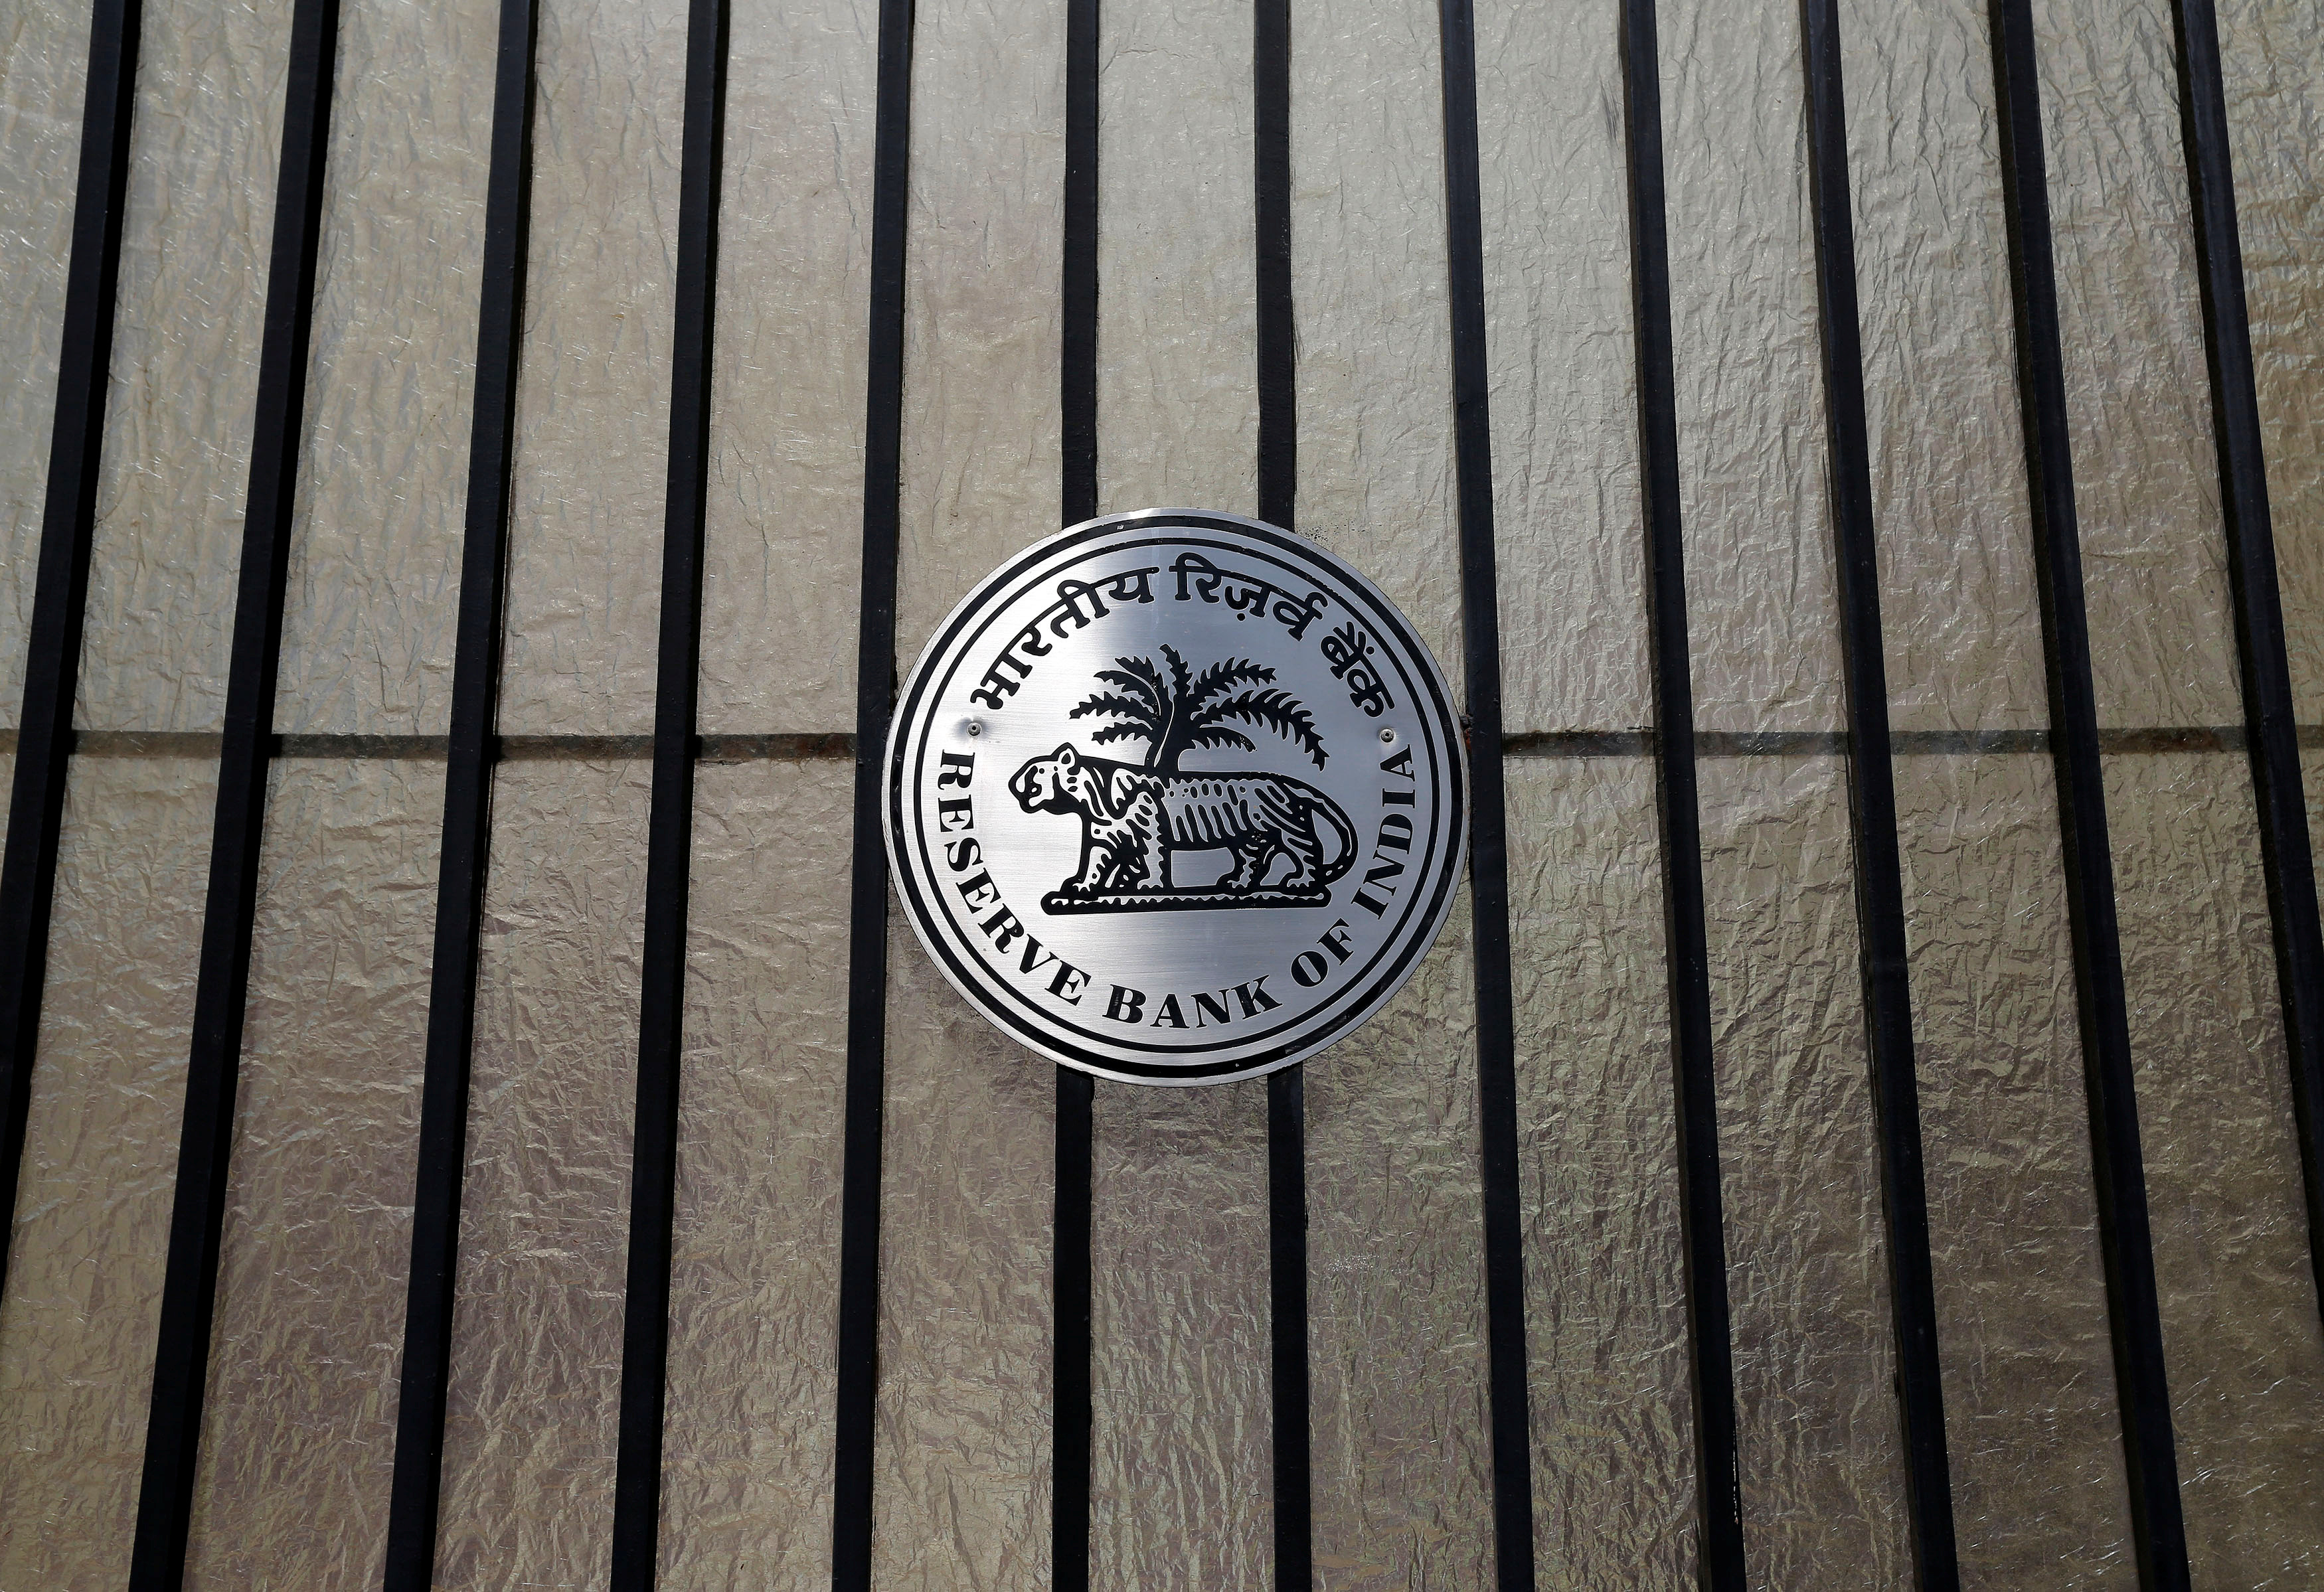 भारतीय रिज़र्व बैंक
RESERVE BANK OF INDIA